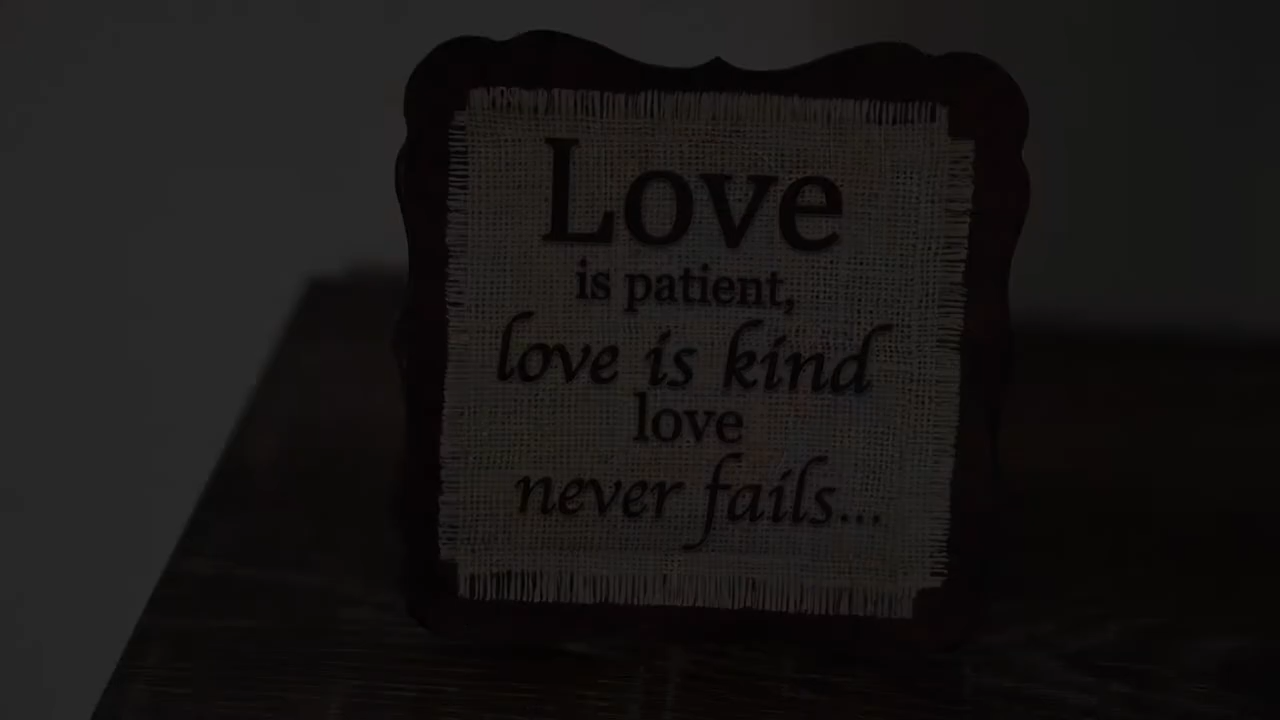 Love
is patient,
love is kind
love
never fails...